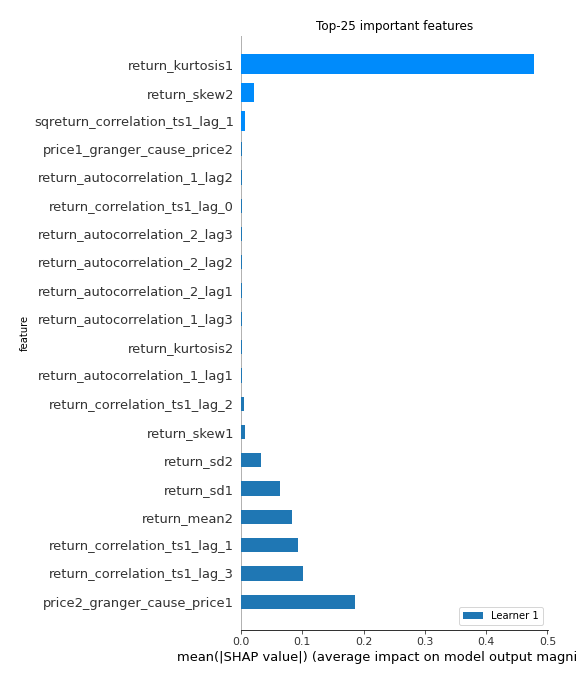 Top-25 important features
return_kurtosis1
return_skew2
sqreturn_correlation_ts1_lag_1
price1_granger_cause_price2
return_autocorrelation_1_lag2
return_correlation_ts1_lag_0
return_autocorrelation_2_lag3
return_autocorrelation_2_lag2
return_autocorrelation_2_lag1
return_autocorrelation_1_lag3
return_kurtosis2
return_autocorrelation_1_lag1
return_correlation_ts1_lag_2
return_skew1
return_sd2
return_sd1
return_mean2
return_correlation_ts1_lag_1
return_correlation_ts1_lag_3
price2_granger_cause_price1
feature
Learner 1
0.0 0.1 0.2 0.3 0.4 0.5
mean(|SHAP value|) (average impact on model output magni